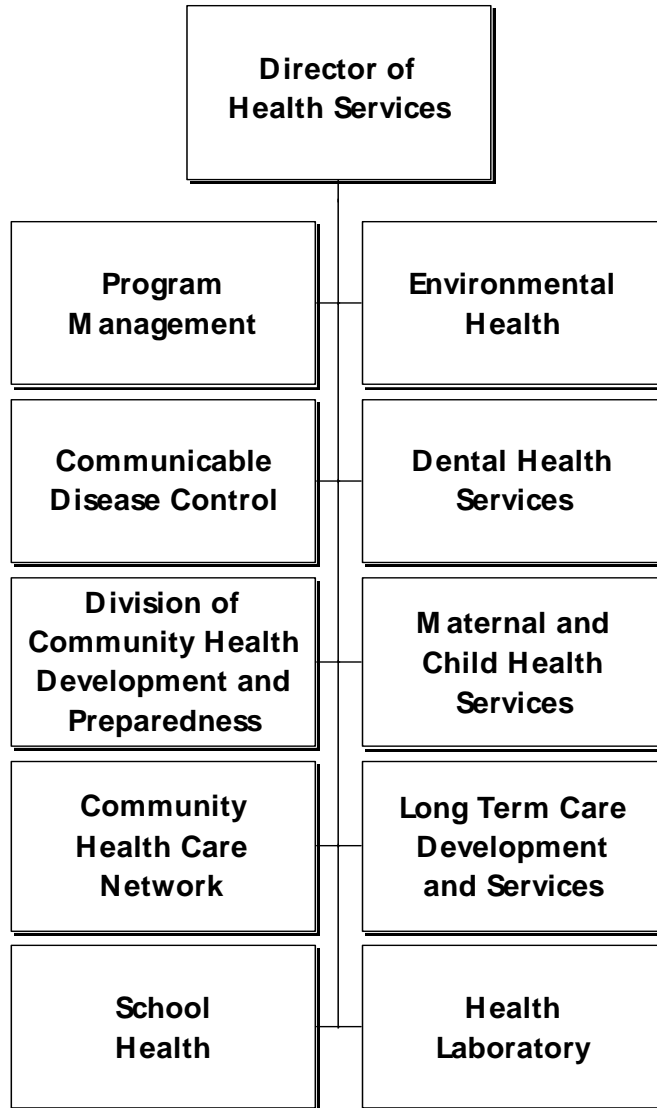 Director of
Health Services
Program
Management
Environmental
Health
Communicable
Disease Control
Dental Health
Services
Division of
Community Health
Development and
Preparedness
Maternal and
Child Health
Services
Community
Health Care
Network
Long Term Care
Development
and Services
School
Health
Health
Laboratory